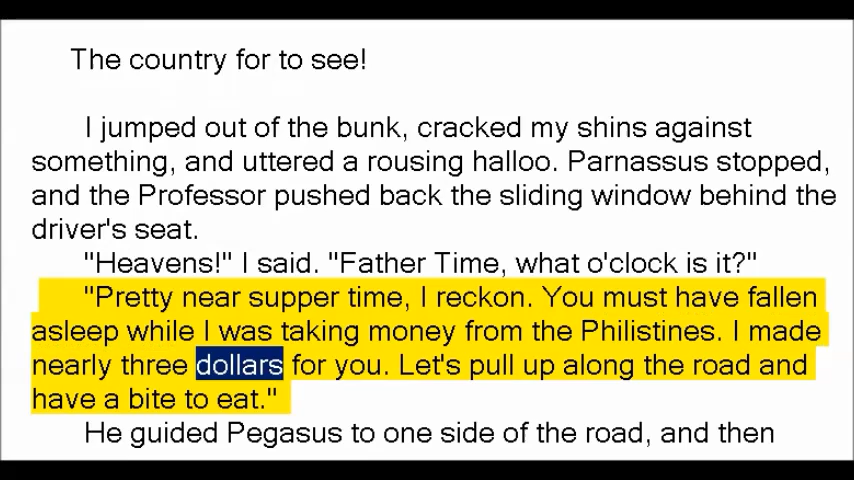 The country for to see!
I jumped out of the bunk, cracked my shins against
something, and uttered a rousing halloo. Parnassus stopped,
and the Professor pushed back the sliding window behind the
driver's seat.
"Heavens!" I said. "Father Time, what o'clock is it?"
"Pretty near supper time, I reckon. You must have fallen
asleep while I was taking money from the Philistines. I made
nearly three dollars for you. Let's pull up along the road and
have a bite to eat."
He guided Pegasus to one side of the road, and then